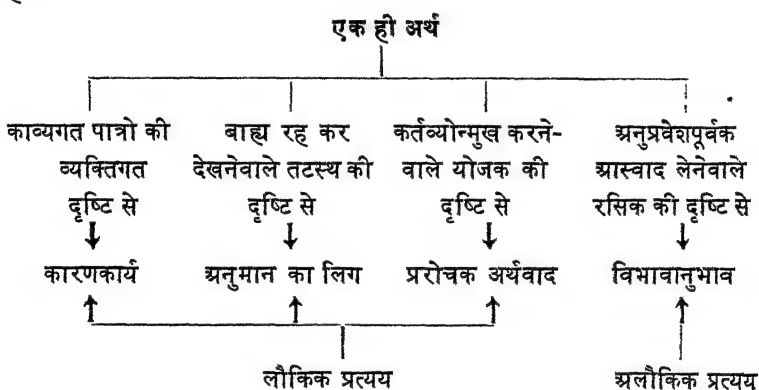 एक ही अर्थ
काव्यगत पात्रो की
व्यक्तिगत
दृष्टि से
कारणकार्य
बाह्य रह कर
देखनेवाले तटस्थ की
दृष्टि से
अनुमान का लिग
कर्तव्योन्मुख करने-
वाले योजक की
दृष्टि से
प्ररोचक अर्थवाद
अनुप्रवेशपूर्वक
आस्वाद लेनेवाले
रसिक की दृष्टि से
विभावानुभाव
लौकिक प्रत्यय
अलौकिक प्रत्यय